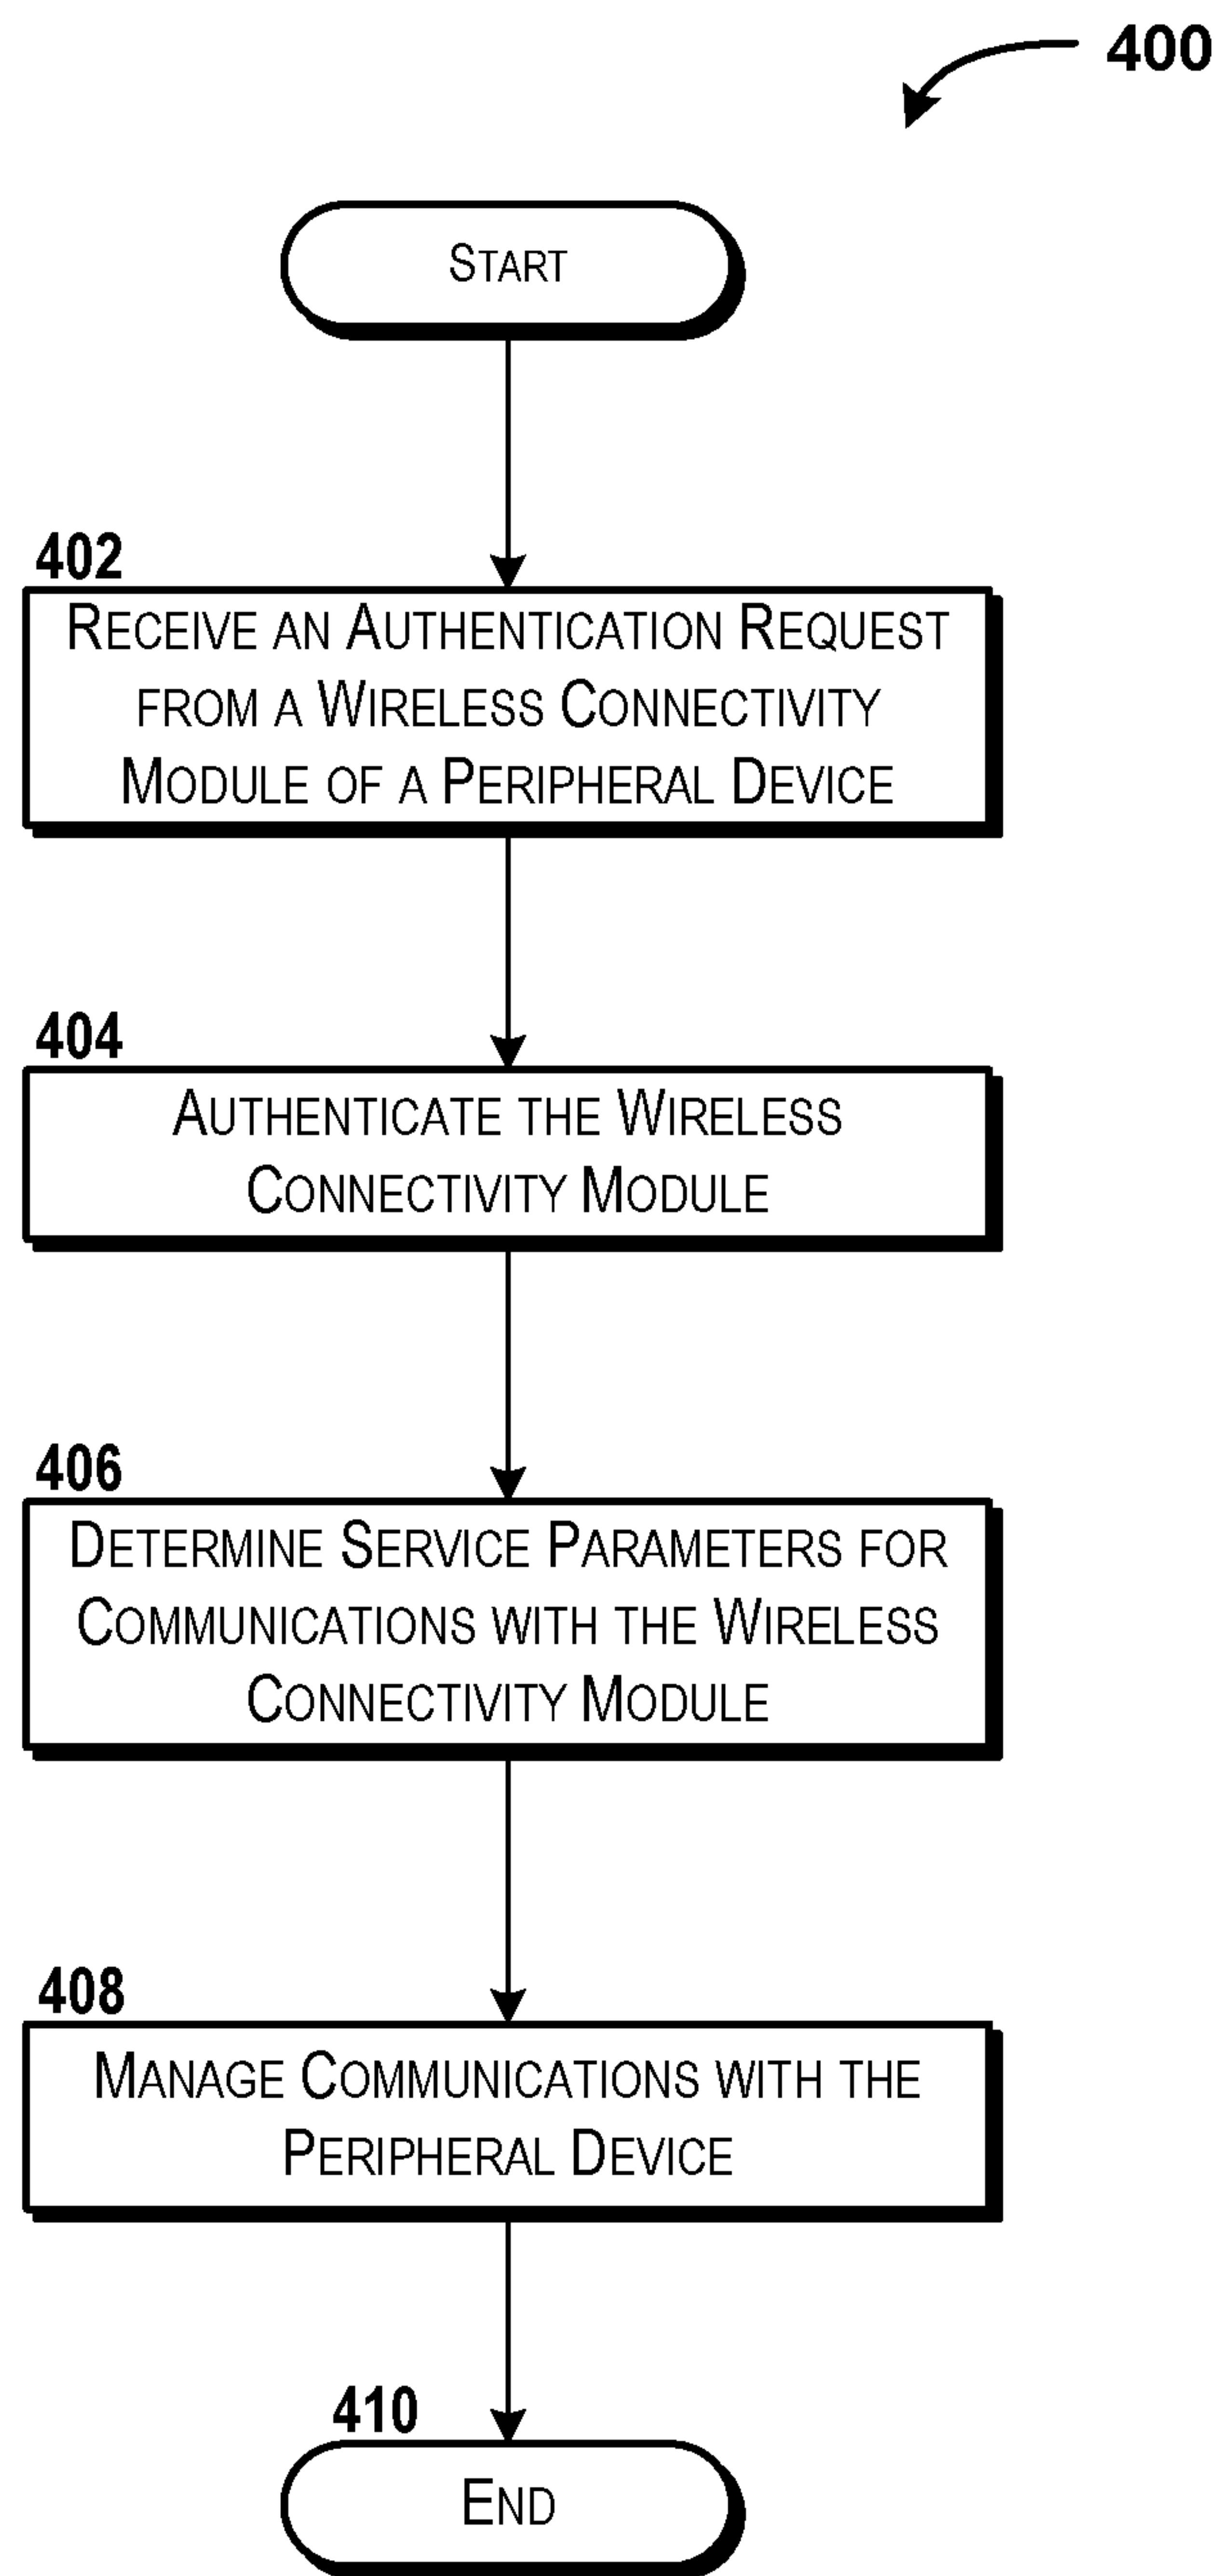 400
START
402
RECEIVE AN AUTHENTICATION REQUEST
FROM A WIRELESS CONNECTIVITY
MODULE OF A PERIPHERAL DEVICE
404
AUTHENTICATE THE WIRELESS
CONNECTIVITY MODULE
406
DETERMINE SERVICE PARAMETERS FOR
COMMUNICATIONS WITH THE WIRELESS
CONNECTIVITY MODULE
408
MANAGE COMMUNICATIONS WITH THE
PERIPHERAL DEVICE
410
END